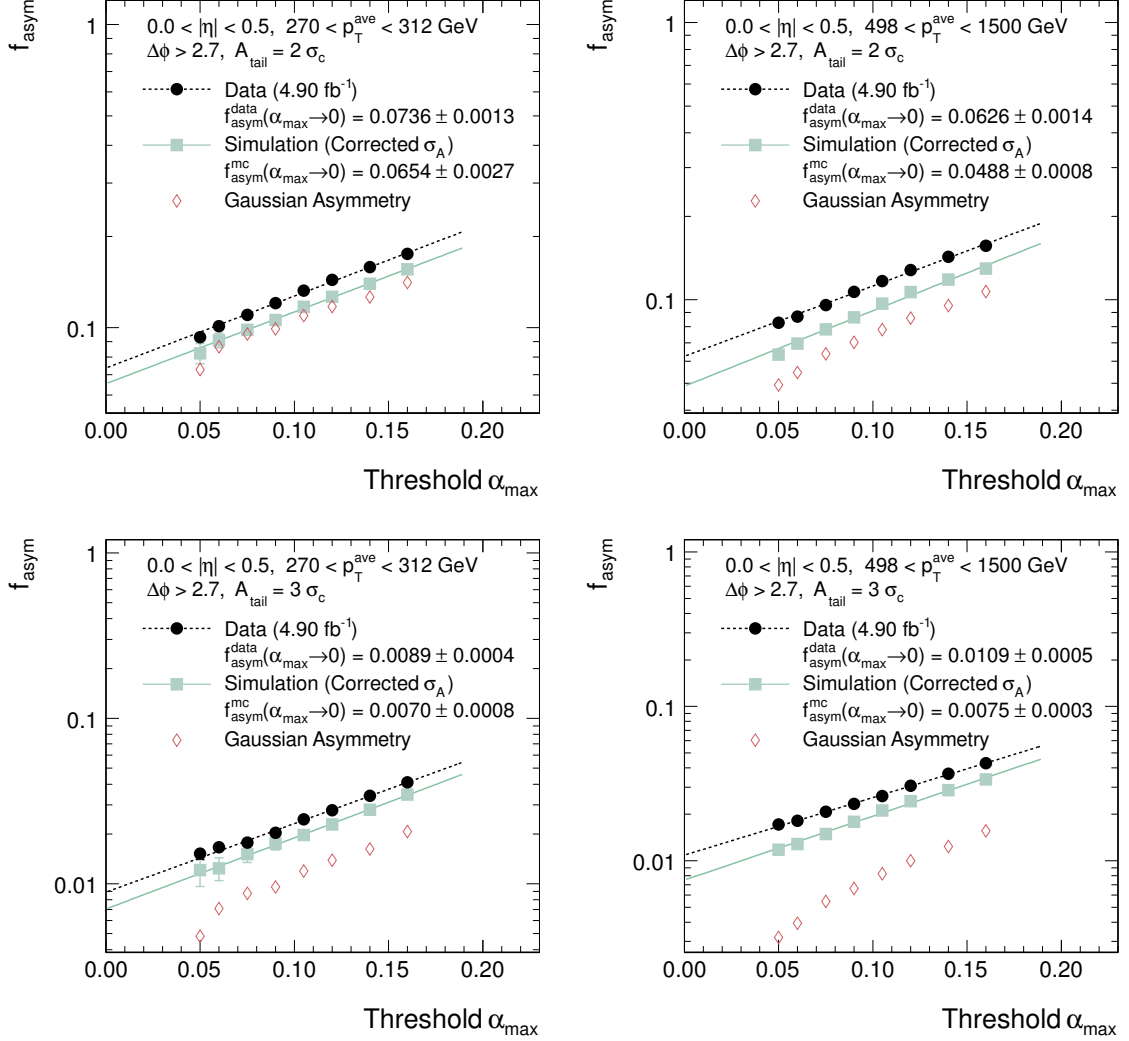 f_asym
1
0.1
0.0 < |η| < 0.5, 270 < p_T^ave < 312 GeV
Δϕ > 2.7, A_tail = 2 σ_c
Data (4.90 fb⁻¹)
f_asym^data(α_max→0) = 0.0736 ± 0.0013
Simulation (Corrected σ_A)
f_asym^mc(α_max→0) = 0.0654 ± 0.0027
Gaussian Asymmetry
0.00 0.05 0.10 0.15 0.20
Threshold α_max
f_asym
1
0.1
0.0 < |η| < 0.5, 498 < p_T^ave < 1500 GeV
Δϕ > 2.7, A_tail = 2 σ_c
Data (4.90 fb⁻¹)
f_asym^data(α_max→0) = 0.0626 ± 0.0014
Simulation (Corrected σ_A)
f_asym^mc(α_max→0) = 0.0488 ± 0.0008
Gaussian Asymmetry
0.00 0.05 0.10 0.15 0.20
Threshold α_max
f_asym
1
0.1
0.01
0.0 < |η| < 0.5, 270 < p_T^ave < 312 GeV
Δϕ > 2.7, A_tail = 3 σ_c
Data (4.90 fb⁻¹)
f_asym^data(α_max→0) = 0.0089 ± 0.0004
Simulation (Corrected σ_A)
f_asym^mc(α_max→0) = 0.0070 ± 0.0008
Gaussian Asymmetry
0.00 0.05 0.10 0.15 0.20
Threshold α_max
f_asym
1
0.1
0.01
0.0 < |η| < 0.5, 498 < p_T^ave < 1500 GeV
Δϕ > 2.7, A_tail = 3 σ_c
Data (4.90 fb⁻¹)
f_asym^data(α_max→0) = 0.0109 ± 0.0005
Simulation (Corrected σ_A)
f_asym^mc(α_max→0) = 0.0075 ± 0.0003
Gaussian Asymmetry
0.00 0.05 0.10 0.15 0.20
Threshold α_max